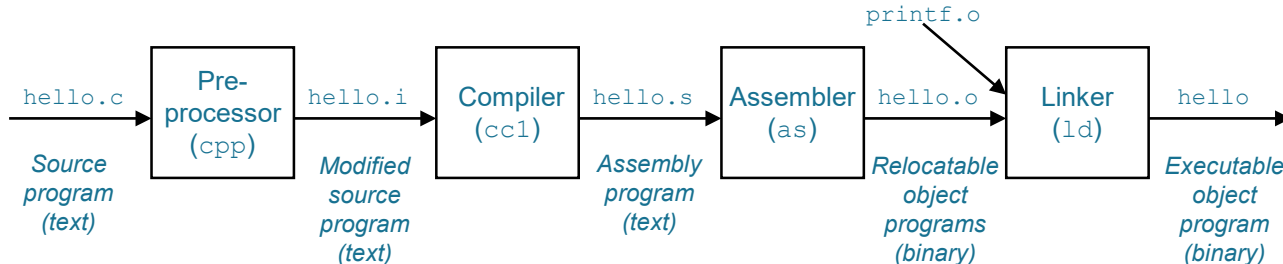 printf.o
hello.c
Pre-
processor
(cpp)
hello.i
Compiler
(cc1)
hello.s
Assembler
(as)
hello.o
Linker
(ld)
hello
Source
program
(text)
Modified
source
program
(text)
Assembly
program
(text)
Relocatable
object
programs
(binary)
Executable
object
program
(binary)